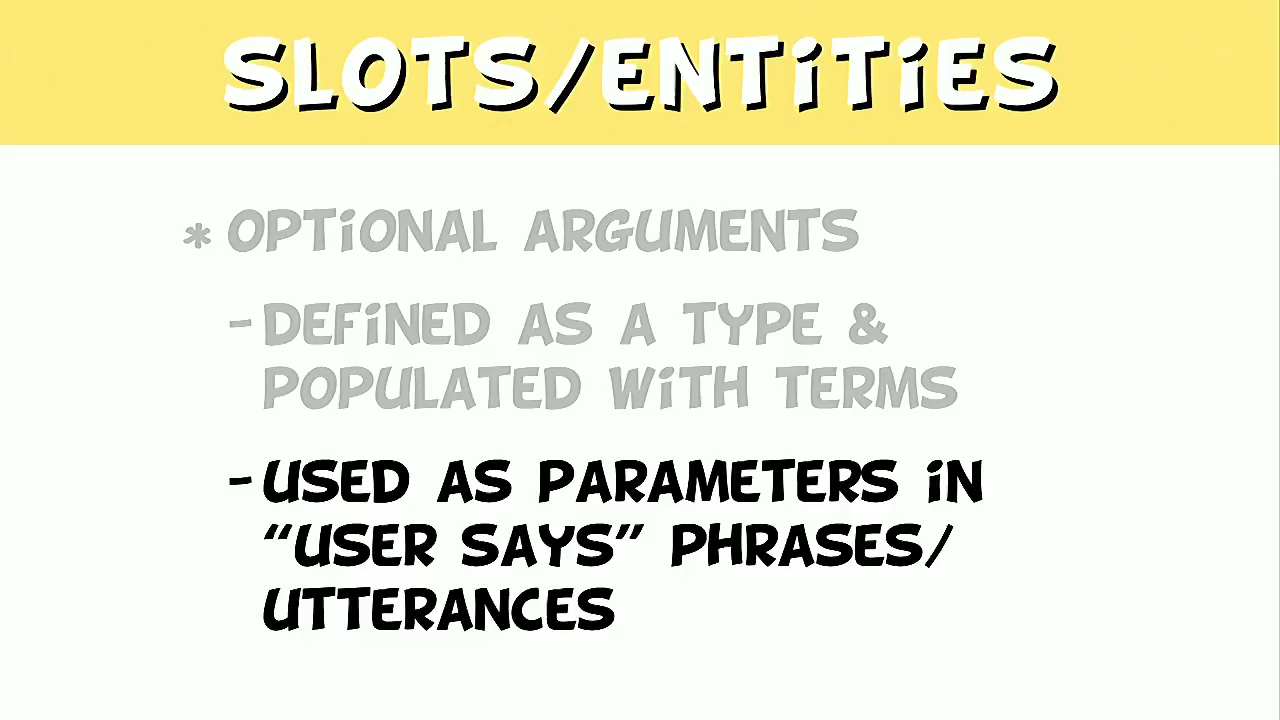 SLOTS/ENTiTiES
* OPTiONAL ARGUMENTS
- DEFiNED AS A TYPE &
POPULATED WiTH TERMS
- USED AS PARAMETERS iN
“USER SAYS” PHRASES/
UTTERANCES